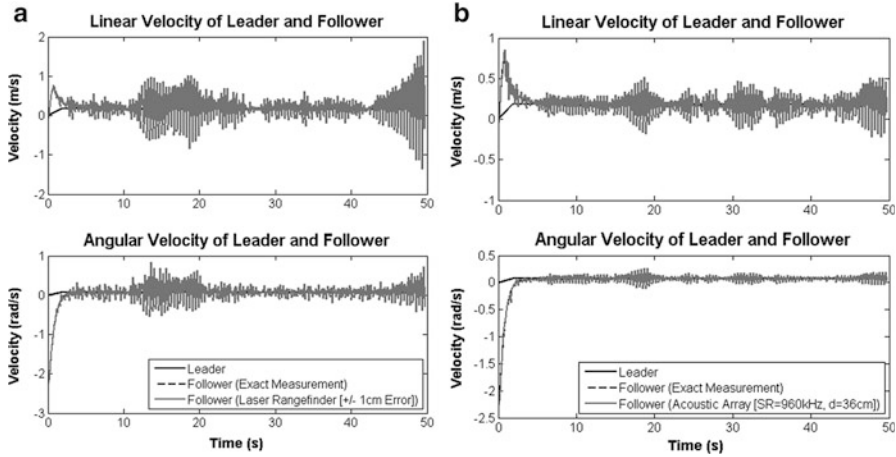 a
Linear Velocity of Leader and Follower
Velocity (m/s)
2
1
0
1
2
0 10 20 30 40 50
Angular Velocity of Leader and Follower
Velocity (rad/s)
1
0
-1
-2
-3
0 10 20 30 40 50
Leader
Follower (Exact Measurement)
Follower (Laser Rangefinder [+/- 1cm Error])
Time (s)
b
Linear Velocity of Leader and Follower
Velocity (m/s)
1
0.5
0
-0.5
-1
0 10 20 30 40 50
Angular Velocity of Leader and Follower
Velocity (rad/s)
0.5
0
-0.5
-1
-1.5
-2
-2.5
0 10 20 30 40 50
Leader
Follower (Exact Measurement)
Follower (Acoustic Array [SR=960kHz, d=36cm])
Time (s)